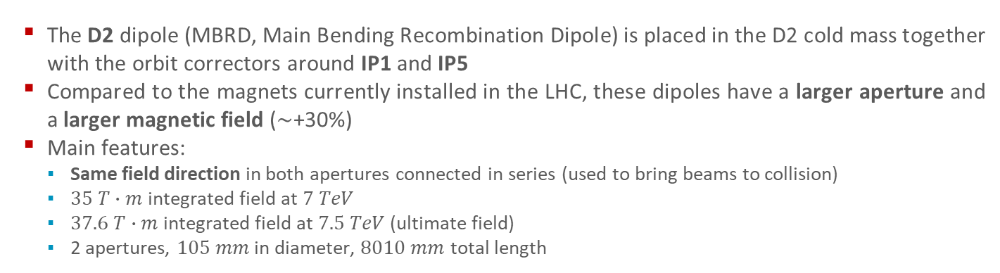 ▪ The D2 dipole (MBRD, Main Bending Recombination Dipole) is placed in the D2 cold mass together
with the orbit correctors around IP1 and IP5
▪ Compared to the magnets currently installed in the LHC, these dipoles have a larger aperture and
a larger magnetic field (~+30%)
▪ Main features:
▪ Same field direction in both apertures connected in series (used to bring beams to collision)
▪ 35 T · m integrated field at 7 TeV
▪ 37.6 T · m integrated field at 7.5 TeV (ultimate field)
▪ 2 apertures, 105 mm in diameter, 8010 mm total length